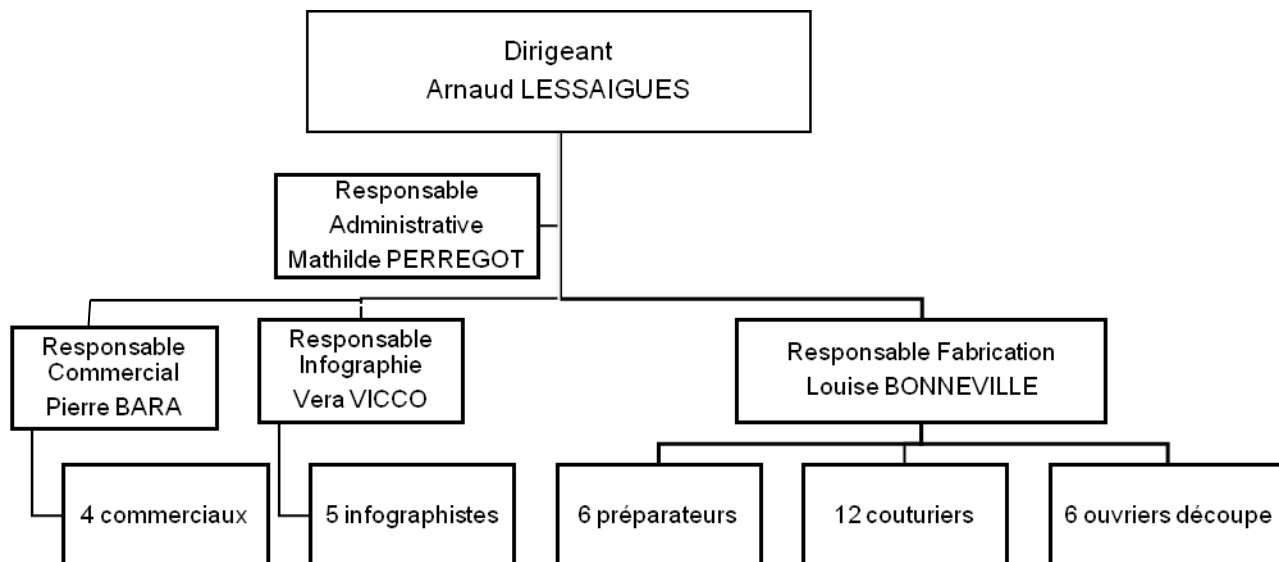 Dirigeant
Arnaud LESSAIGUES
Responsable
Administrative
Mathilde PERREGOT
Responsable
Commercial
Pierre BARA
Responsable
Infographie
Vera VICCO
Responsable Fabrication
Louise BONNEVILLE
4 commerciaux
5 infographistes
6 préparateurs
12 couturiers
6 ouvriers découpe